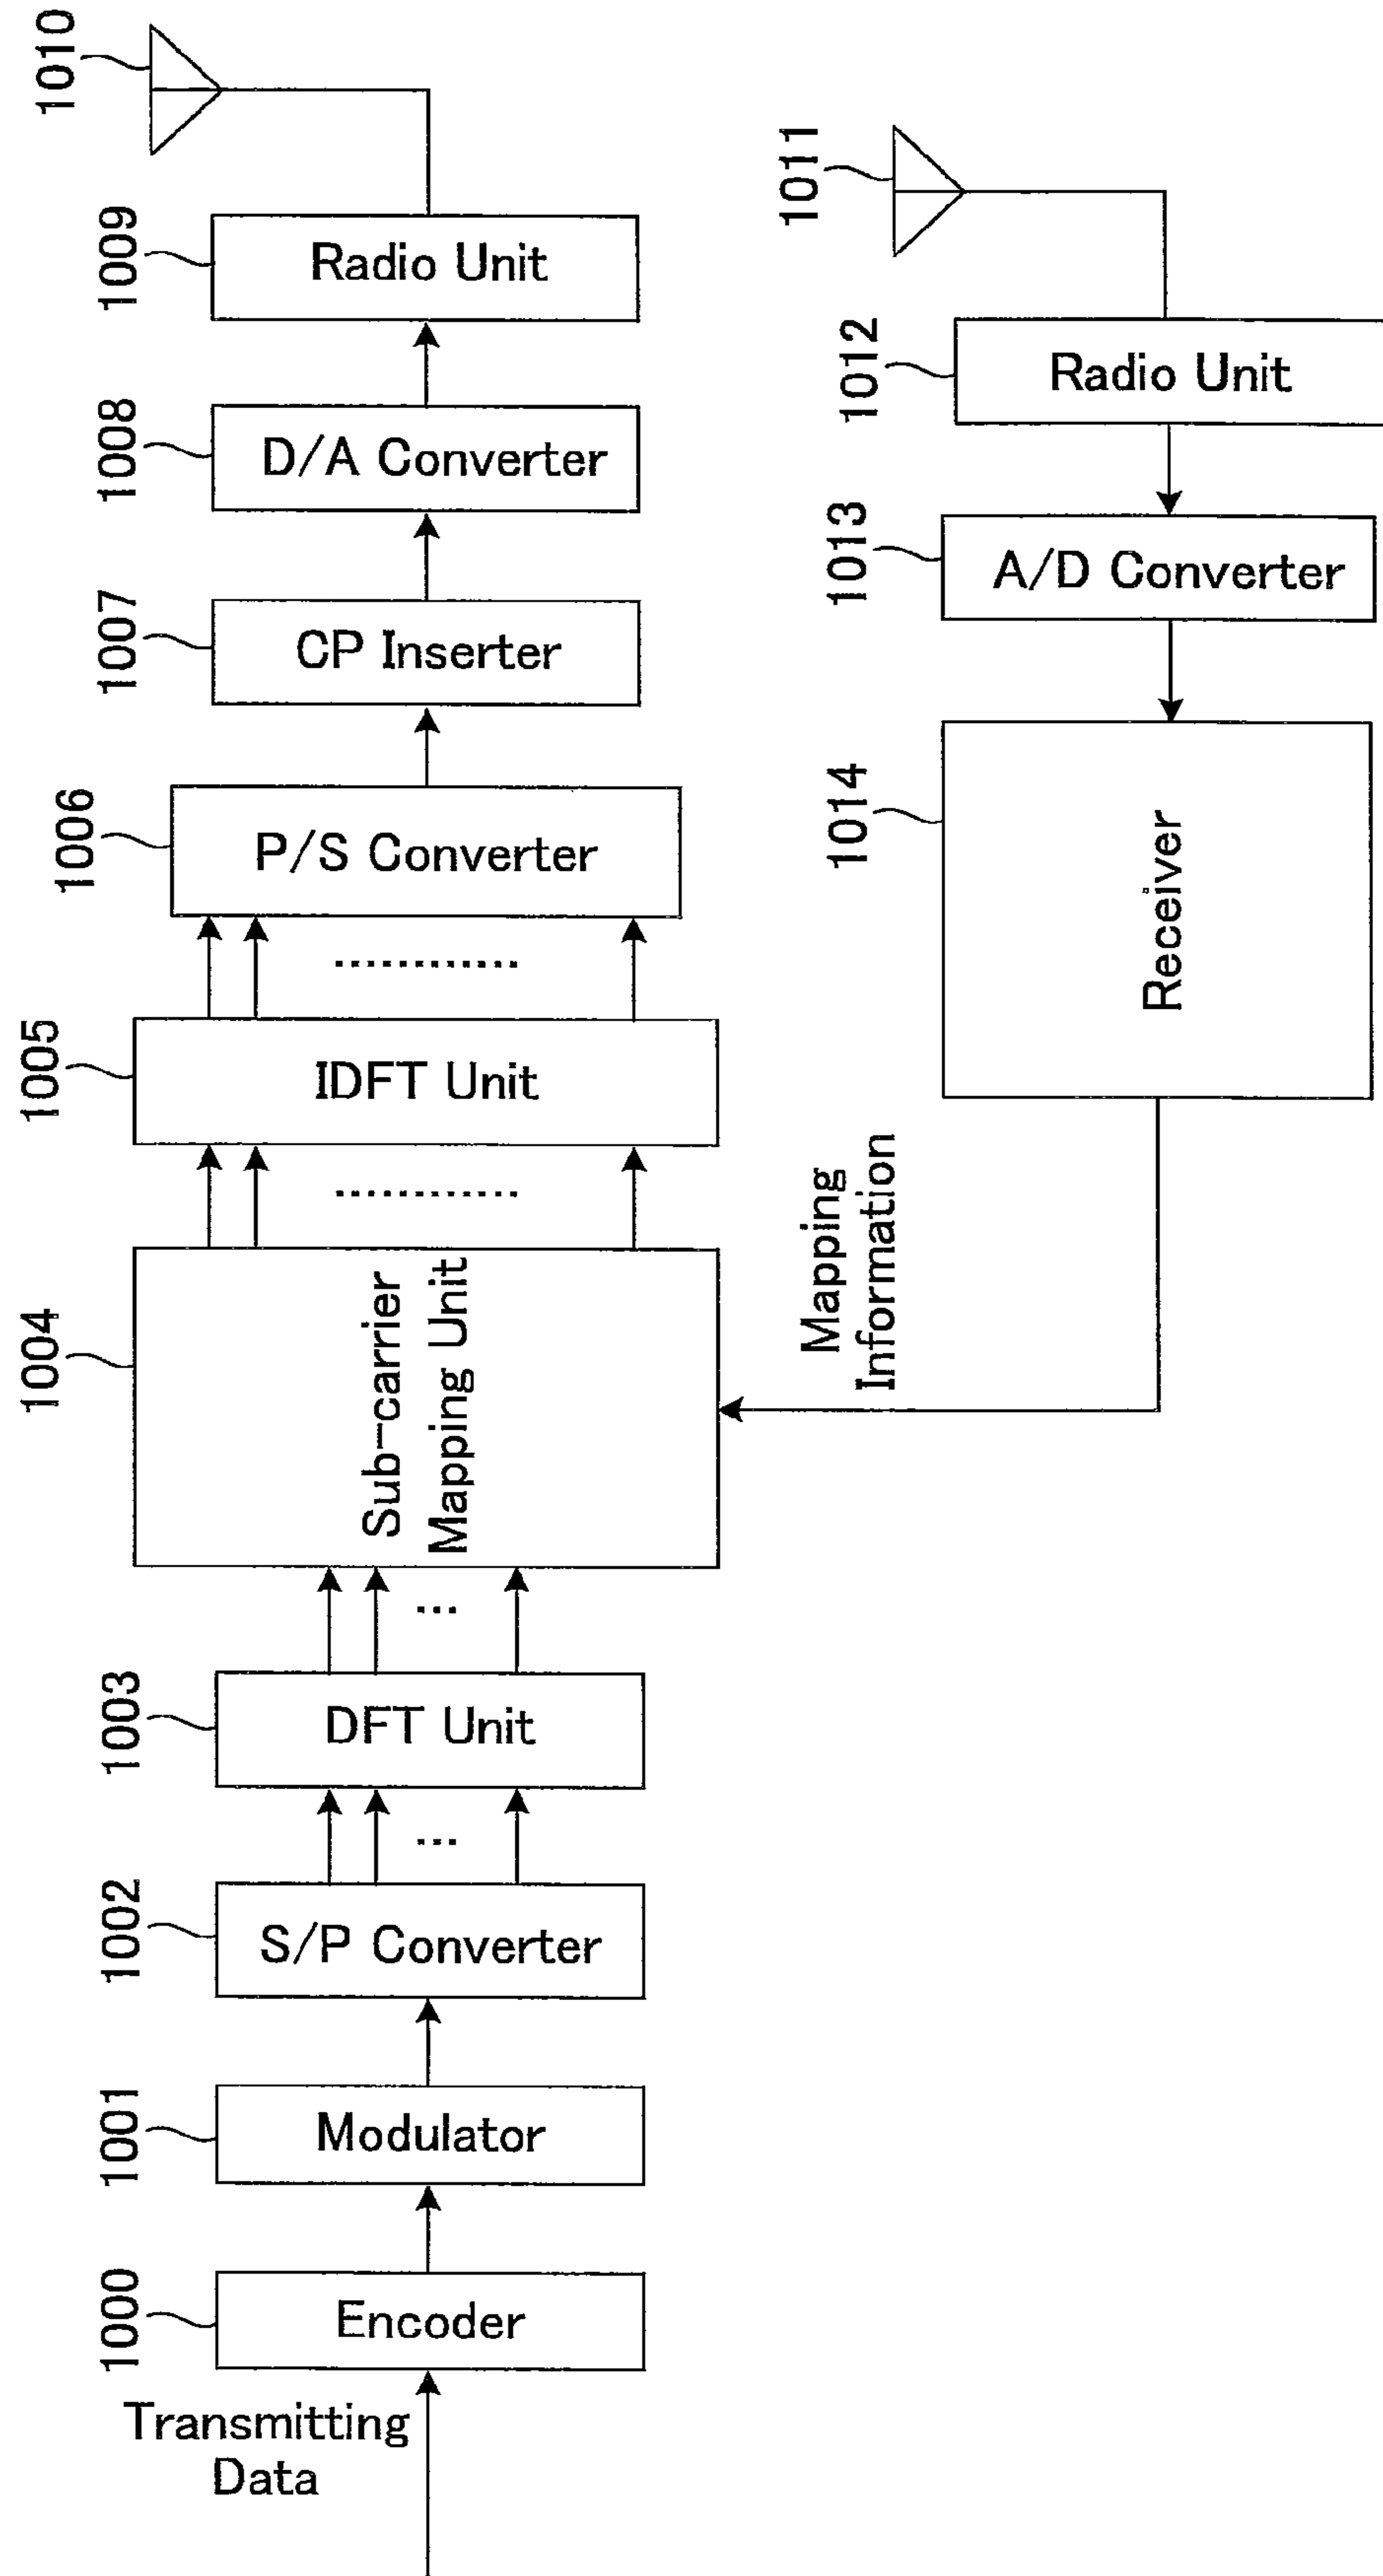 1010
1009
Radio Unit
1011
1008
D/A Converter
1012
Radio Unit
1007
CP Inserter
1013
A/D Converter
1006
P/S Converter
1014
Receiver
1005
IDFT Unit
Mapping
Information
1004
Sub-carrier
Mapping Unit
1003
DFT Unit
1002
S/P Converter
1001
Modulator
1000
Encoder
Transmitting
Data